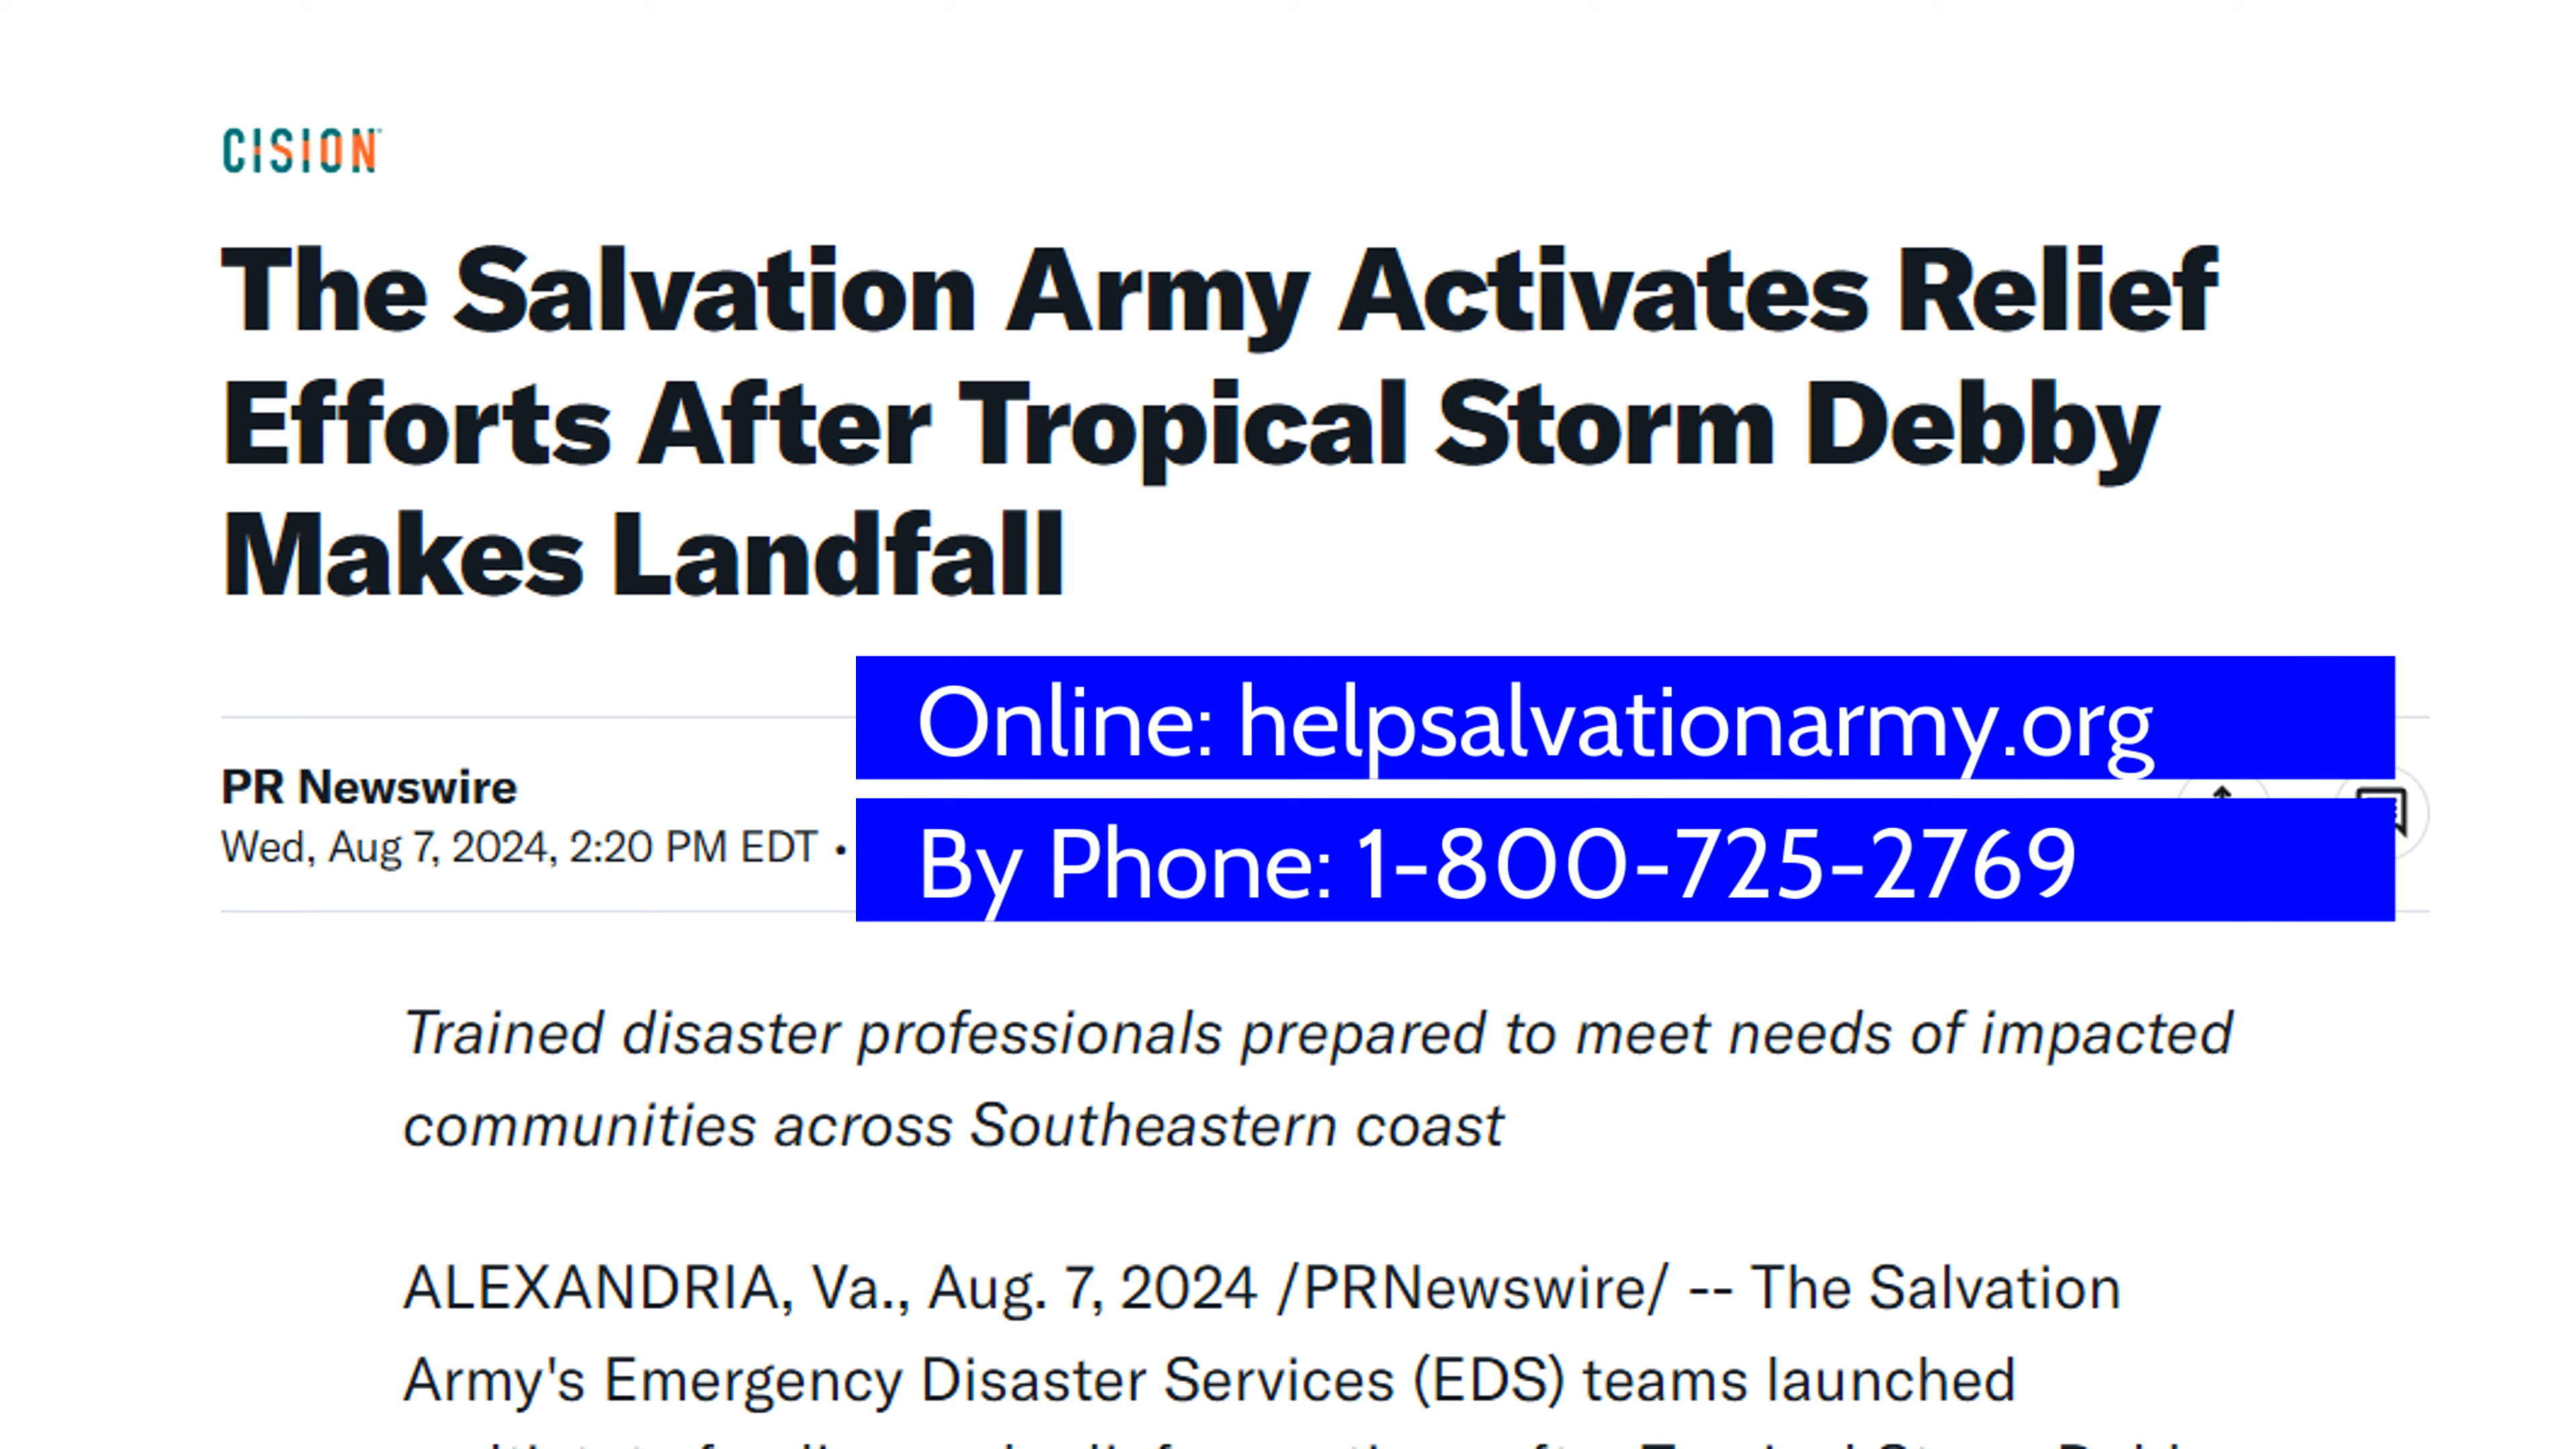 CISION
The Salvation Army Activates Relief
Efforts After Tropical Storm Debby
Makes Landfall
Online: helpsalvationarmy.org
PR Newswire
Wed, Aug 7, 2024, 2:20 PM EDT •
By Phone: 1-800-725-2769
Trained disaster professionals prepared to meet needs of impacted
communities across Southeastern coast
ALEXANDRIA, Va., Aug. 7, 2024 /PRNewswire/ -- The Salvation
Army's Emergency Disaster Services (EDS) teams launched